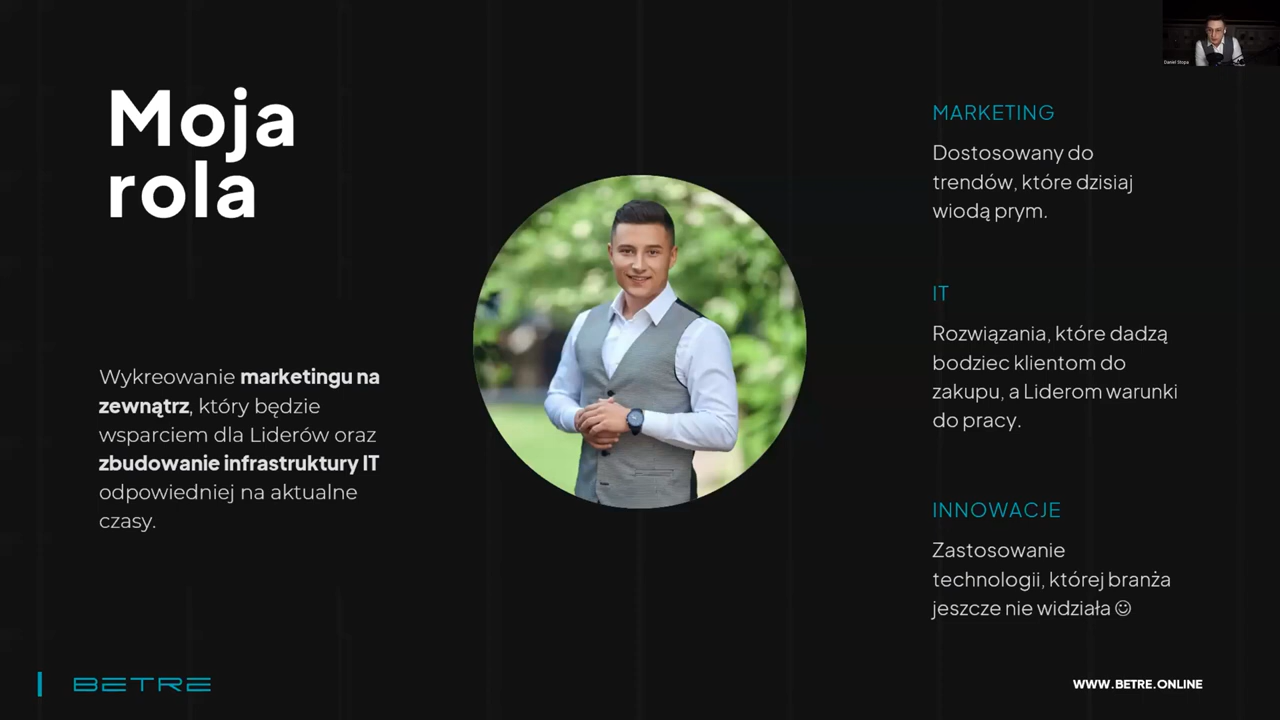 Moja
rola
Wykreowanie marketingu na
zewnątrz, który będzie
wsparciem dla Liderów oraz
zbudowanie infrastruktury IT
odpowiedniej na aktualne
czasy.
Daniel Stopa
MARKETING
Dostosowany do
trendów, które dzisiaj
wiodą prym.
IT
Rozwiązania, które dadzą
bodziec klientom do
zakupu, a Liderom warunki
do pracy.
INNOWACJE
Zastosowanie
technologii, której branża
jeszcze nie widziała ☺
BETRE
WWW.BETRE.ONLINE